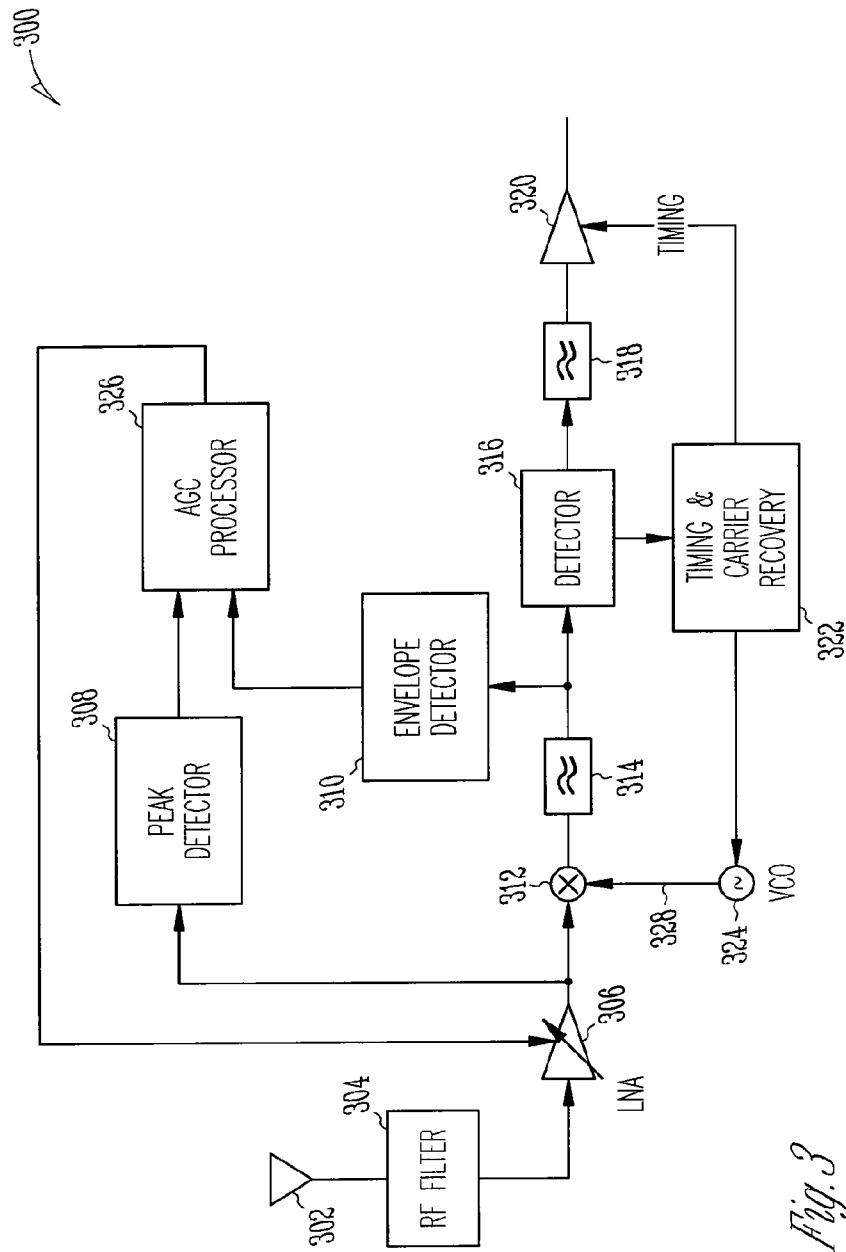 300
326
AGC
PROCESSOR
308
PEAK
DETECTOR
ENVELOPE
DETECTOR
310
320
TIMING
318
316
DETECTOR
314
312
TIMING &
CARRIER
RECOVERY
322
328
324
VCO
306
LNA
304
RF FILTER
302
Fig. 3